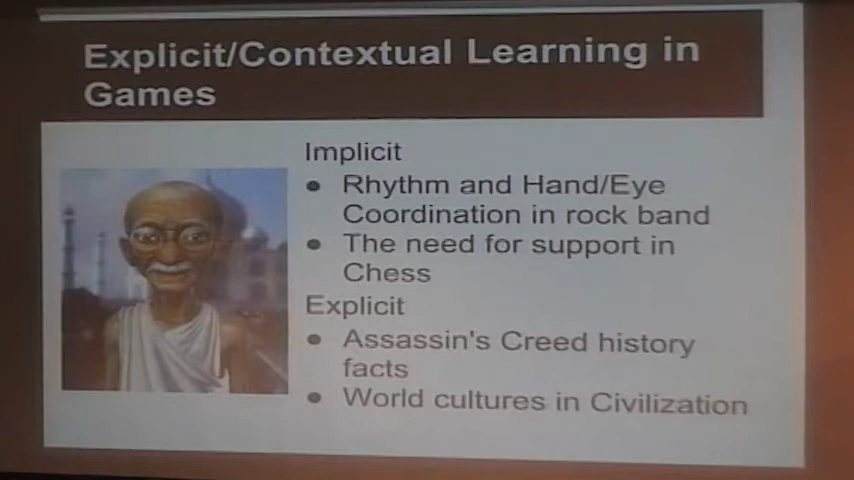 Explicit/Contextual Learning in
Games
Implicit
● Rhythm and Hand/Eye
Coordination in rock band
● The need for support in
Chess
Explicit
● Assassin's Creed history
facts
● World cultures in Civilization